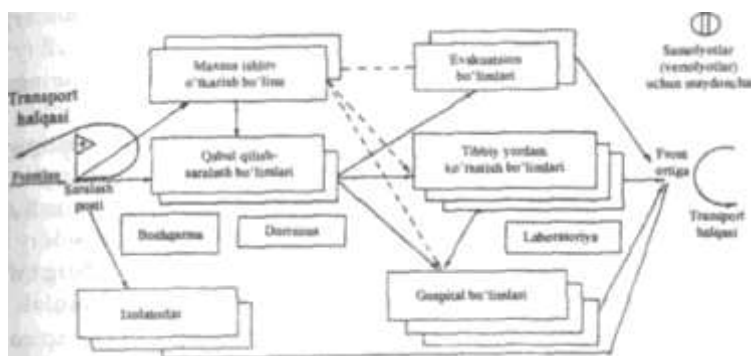 Maxsus ishlov
o'tkazish bo'limi
Evakuatsion
bo'limlari
Samolyotlar
(vertolyotlar)
uchun maydoncha
Transport
halqasi
Qabul qilish-
saralash bo'limlari
Tibbiy yordam
ko'rsatish bo'limlari
Front
ortiga
Frontdan
Saralash
posti
Boshqarma
Dorixona
Laboratoriya
Transport
halqasi
Izolatorlar
Gospital bo'limlari